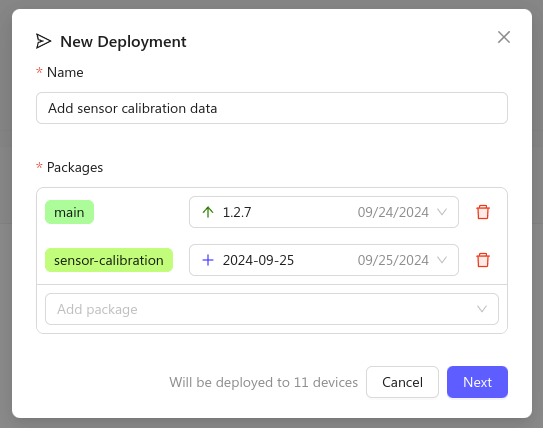 New Deployment
* Name
Add sensor calibration data
* Packages
main 1.2.7 09/24/2024
sensor-calibration 2024-09-25 09/25/2024
Add package
Will be deployed to 11 devices Cancel Next